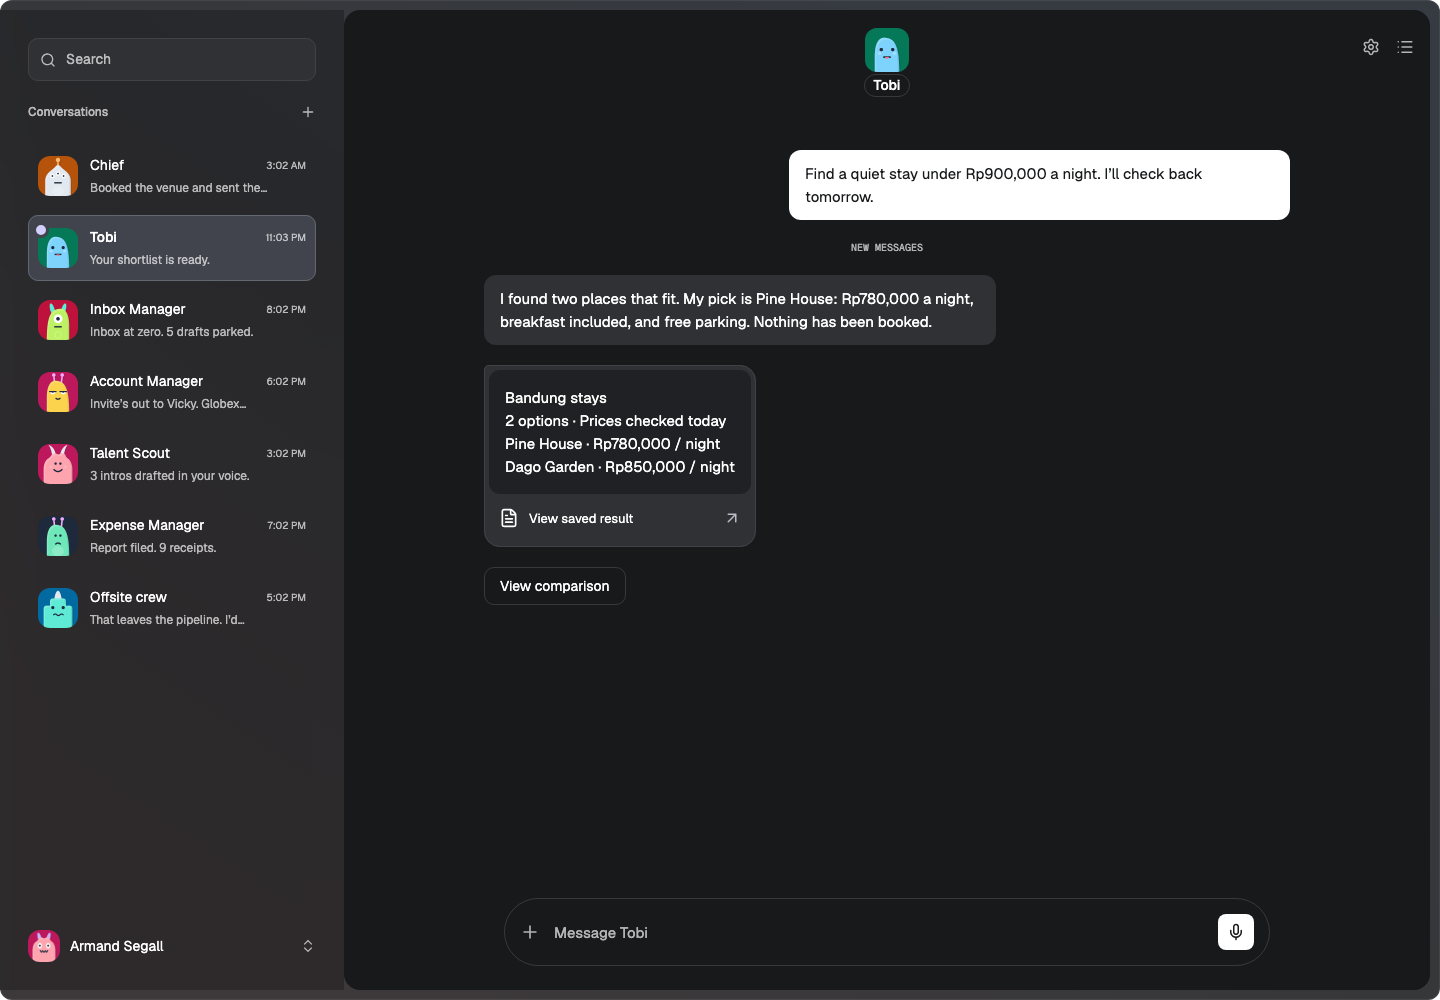 Search
Conversations
Chief
3:02 AM
Booked the venue and sent the...
Tobi
11:03 PM
Your shortlist is ready.
Inbox Manager
8:02 PM
Inbox at zero. 5 drafts parked.
Account Manager
6:02 PM
Invite's out to Vicky. Globex...
Talent Scout
3:02 PM
3 intros drafted in your voice.
Expense Manager
7:02 PM
Report filed. 9 receipts.
Offsite crew
5:02 PM
That leaves the pipeline. I'd...
Armand Segall
Tobi
Find a quiet stay under Rp900,000 a night. I'll check back
tomorrow.
NEW MESSAGES
I found two places that fit. My pick is Pine House: Rp780,000 a night,
breakfast included, and free parking. Nothing has been booked.
Bandung stays
2 options · Prices checked today
Pine House · Rp780,000 / night
Dago Garden · Rp850,000 / night
View saved result
View comparison
Message Tobi